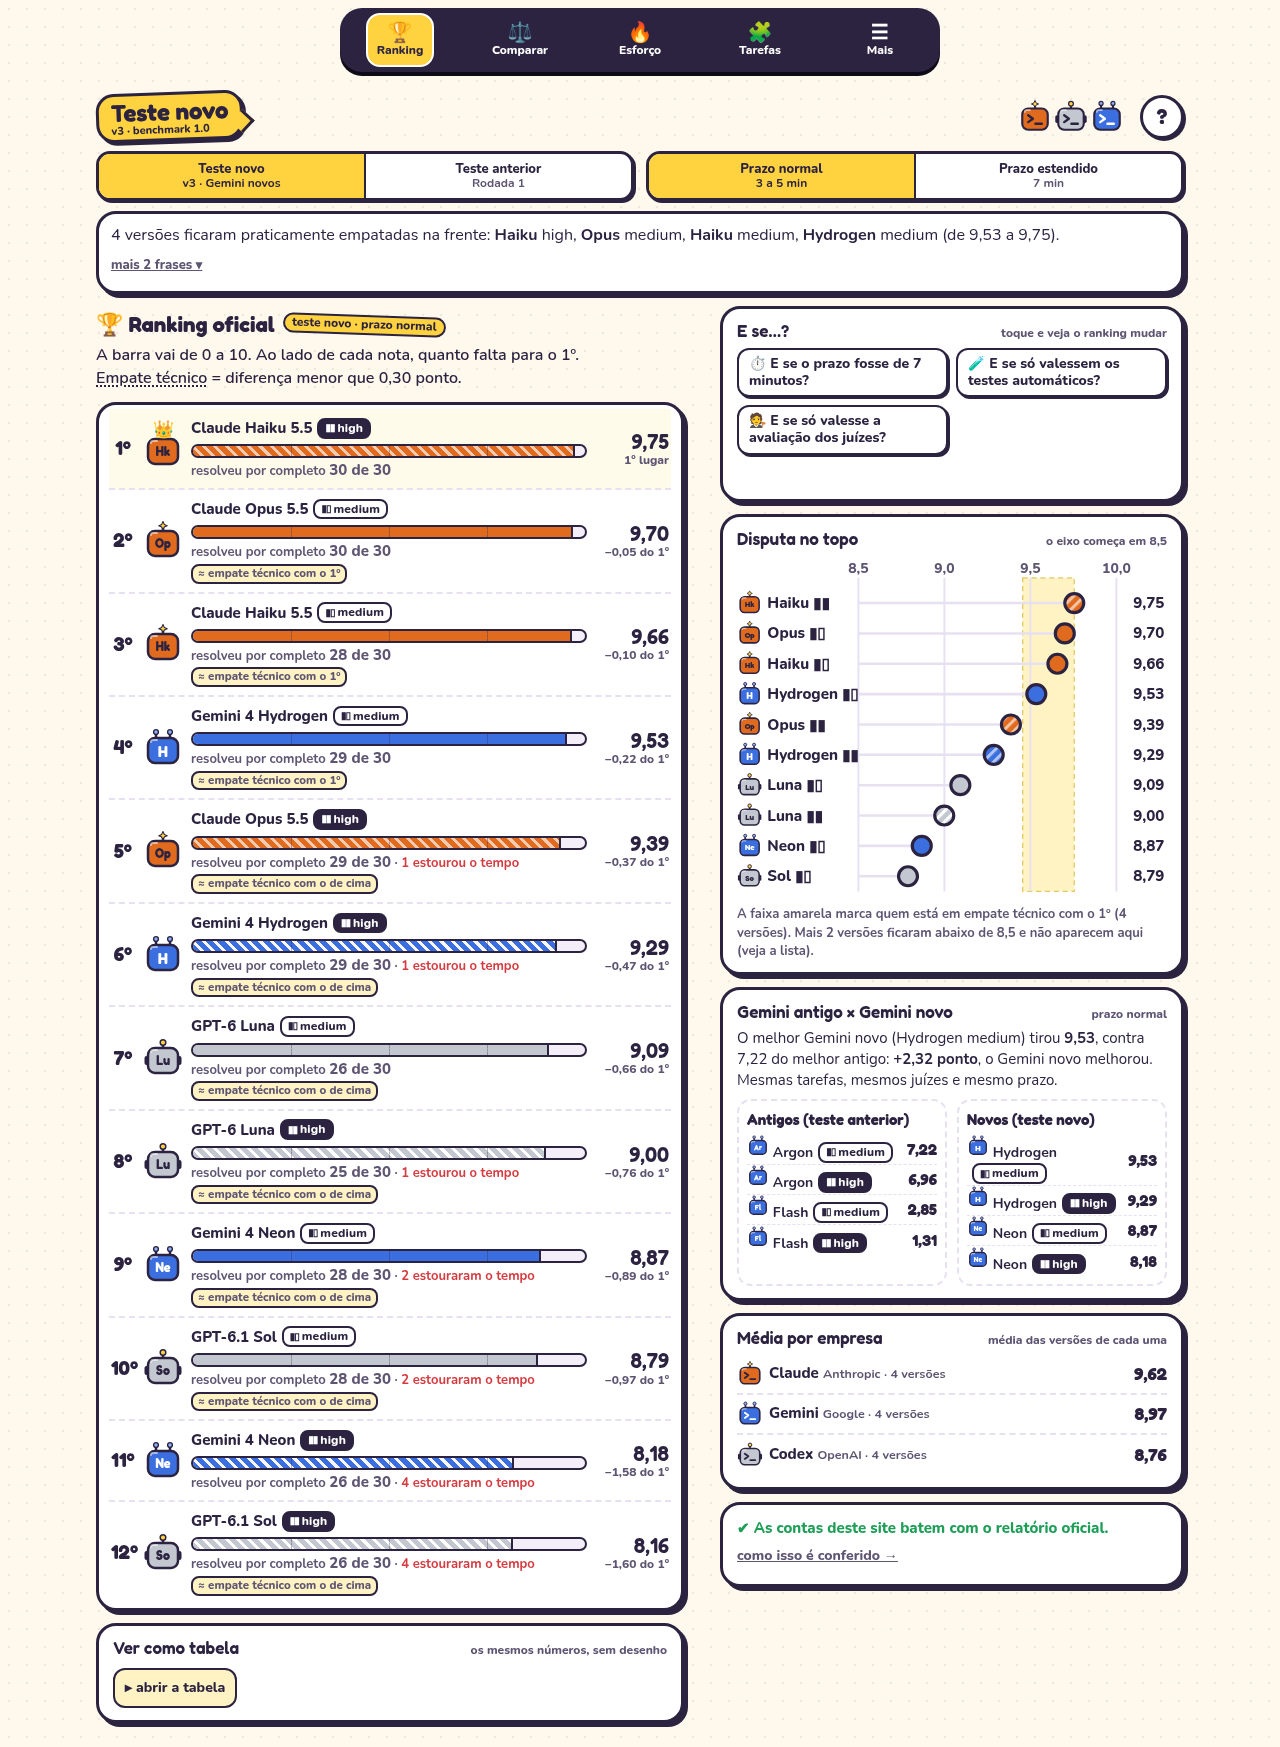 Ranking
Comparar
Esforço
Tarefas
Mais
Teste novo
v3 · benchmark 1.0
?
Teste novo
v3 · Gemini novos
Teste anterior
Rodada 1
Prazo normal
3 a 5 min
Prazo estendido
7 min
4 versões ficaram praticamente empatadas na frente: Haiku high, Opus medium, Haiku medium, Hydrogen medium (de 9,53 a 9,75).
mais 2 frases ▾
Ranking oficial teste novo · prazo normal
A barra vai de 0 a 10. Ao lado de cada nota, quanto falta para o 1º.
Empate técnico = diferença menor que 0,30 ponto.
1º Hk Claude Haiku 5.5 high
9,75
resolveu por completo 30 de 30
1º lugar
2º Op Claude Opus 5.5 medium
9,70
resolveu por completo 30 de 30
−0,05 do 1º
≈ empate técnico com o 1º
3º Hk Claude Haiku 5.5 medium
9,66
resolveu por completo 28 de 30
−0,10 do 1º
≈ empate técnico com o 1º
4º H Gemini 4 Hydrogen medium
9,53
resolveu por completo 29 de 30
−0,22 do 1º
≈ empate técnico com o 1º
5º Op Claude Opus 5.5 high
9,39
resolveu por completo 29 de 30 · 1 estourou o tempo
−0,37 do 1º
≈ empate técnico com o de cima
6º H Gemini 4 Hydrogen high
9,29
resolveu por completo 29 de 30 · 1 estourou o tempo
−0,47 do 1º
≈ empate técnico com o de cima
7º Lu GPT-6 Luna medium
9,09
resolveu por completo 26 de 30
−0,66 do 1º
≈ empate técnico com o de cima
8º Lu GPT-6 Luna high
9,00
resolveu por completo 25 de 30 · 1 estourou o tempo
−0,76 do 1º
≈ empate técnico com o de cima
9º Ne Gemini 4 Neon medium
8,87
resolveu por completo 28 de 30 · 2 estouraram o tempo
−0,89 do 1º
≈ empate técnico com o de cima
10º So GPT-6.1 Sol medium
8,79
resolveu por completo 28 de 30 · 2 estouraram o tempo
−0,97 do 1º
≈ empate técnico com o de cima
11º Ne Gemini 4 Neon high
8,18
resolveu por completo 26 de 30 · 4 estouraram o tempo
−1,58 do 1º
12º So GPT-6.1 Sol high
8,16
resolveu por completo 26 de 30 · 4 estouraram o tempo
−1,60 do 1º
≈ empate técnico com o de cima
Ver como tabela
os mesmos números, sem desenho
▸ abrir a tabela
E se…?
toque e veja o ranking mudar
E se o prazo fosse de 7
minutos?
E se só valessem os
testes automáticos?
E se só valesse a
avaliação dos juízes?
Disputa no topo
o eixo começa em 8,5
8,5 9,0 9,5 10,0
Hk Haiku 9,75
Op Opus 9,70
Hk Haiku 9,66
H Hydrogen 9,53
Op Opus 9,39
H Hydrogen 9,29
Lu Luna 9,09
Lu Luna 9,00
Ne Neon 8,87
So Sol 8,79
A faixa amarela marca quem está em empate técnico com o 1º (4
versões). Mais 2 versões ficaram abaixo de 8,5 e não aparecem aqui
(veja a lista).
Gemini antigo × Gemini novo
prazo normal
O melhor Gemini novo (Hydrogen medium) tirou 9,53, contra
7,22 do melhor antigo: +2,32 ponto, o Gemini novo melhorou.
Mesmas tarefas, mesmos juízes e mesmo prazo.
Antigos (teste anterior)
Ar Argon medium 7,22
Ar Argon high 6,96
Fl Flash medium 2,85
Fl Flash high 1,31
Novos (teste novo)
H Hydrogen
medium
9,53
H Hydrogen high 9,29
Ne Neon medium 8,87
Ne Neon high 8,18
Média por empresa
média das versões de cada uma
Claude Anthropic · 4 versões 9,62
Gemini Google · 4 versões 8,97
Codex OpenAI · 4 versões 8,76
✔ As contas deste site batem com o relatório oficial.
como isso é conferido →